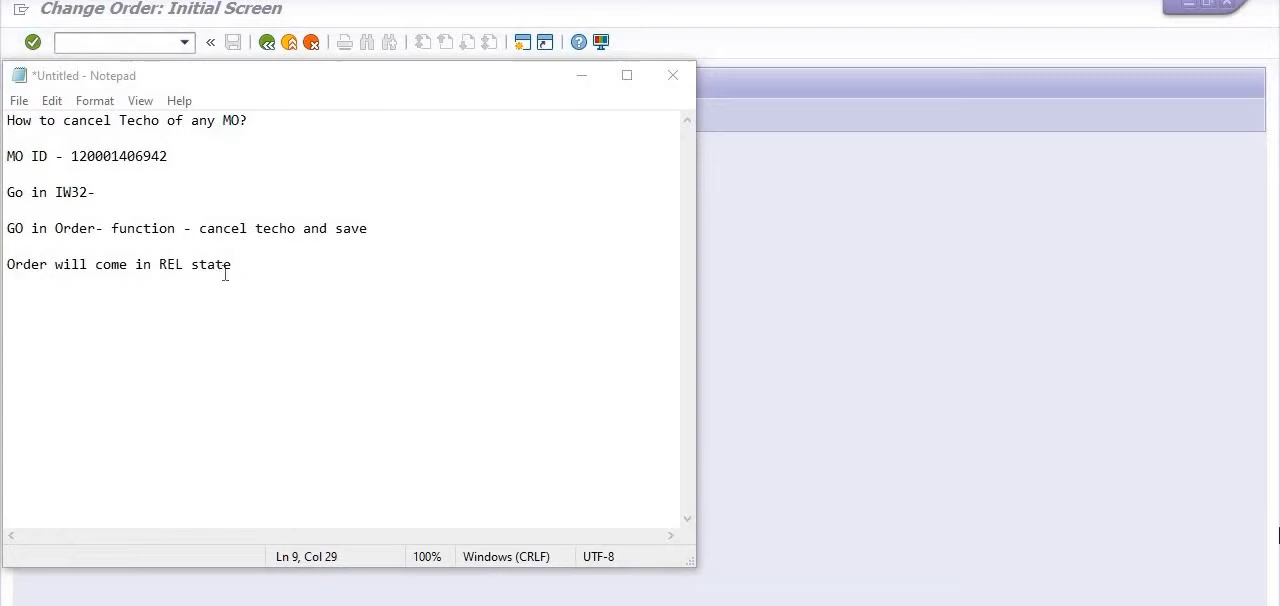 Change Order: Initial Screen
*Untitled - Notepad
File Edit Format View Help
How to cancel Techo of any MO?
MO ID - 120001406942
Go in IW32-
GO in Order- function - cancel techo and save
Order will come in REL state
Ln 9, Col 29 100% Windows (CRLF) UTF-8